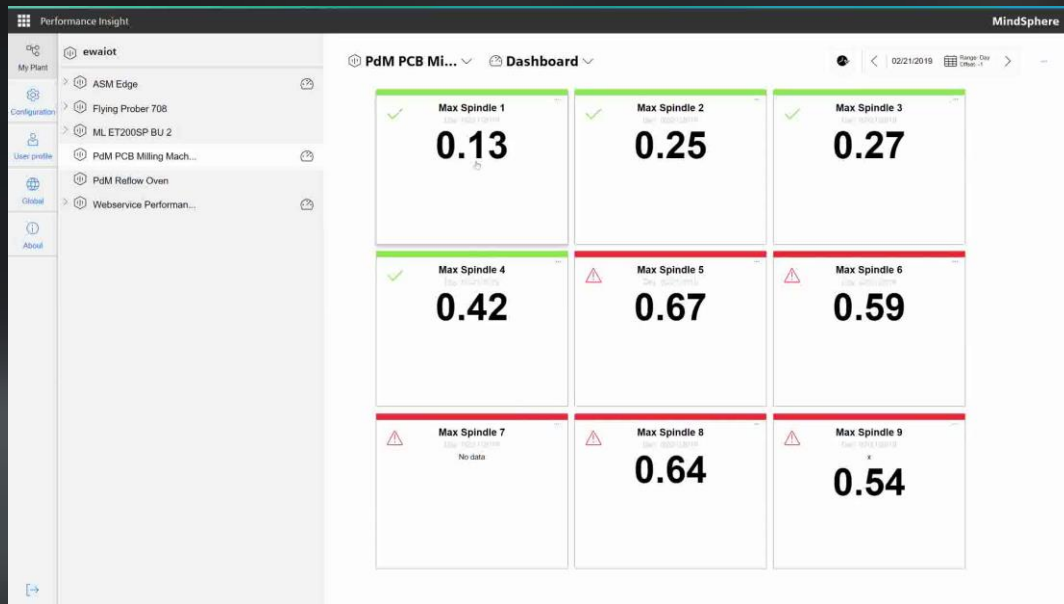 Performance Insight
MindSphere
My Plant
Configuration
User profile
Global
About
ewaiot
ASM Edge
Flying Prober 708
ML ET200SP BU 2
PdM PCB Milling Mach...
PdM Reflow Oven
Webservice Performan...
PdM PCB Mi...
Dashboard
02/21/2019
Range: Day
Offset: -1
Max Spindle 1
0.13
Max Spindle 2
0.25
Max Spindle 3
0.27
Max Spindle 4
0.42
Max Spindle 5
0.67
Max Spindle 6
0.59
Max Spindle 7
No data
Max Spindle 8
0.64
Max Spindle 9
x
0.54